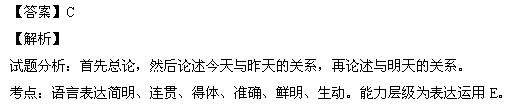 【答案】C
【解析】
试题分析：首先总论，然后论述今天与昨天的关系，再论述与明天的关系。
考点：语言表达简明、连贯、得体、准确、鲜明、生动。能力层级为表达运用 E。